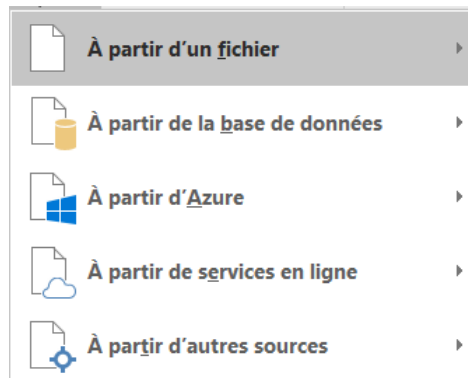 À partir d’un fichier
À partir de la base de données
À partir d’Azure
À partir de services en ligne
À partir d’autres sources